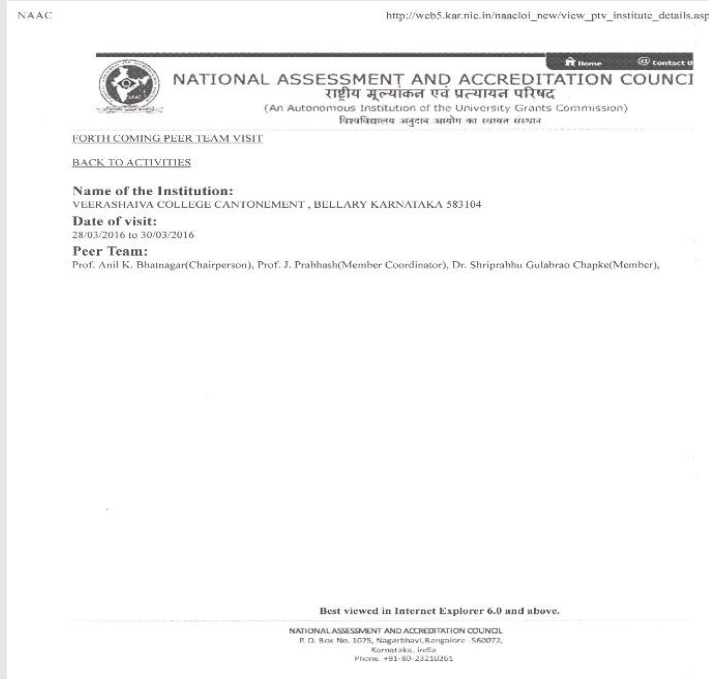 NAAC
http://web5.kar.nic.in/naacloi_new/view_ptv_institute_details.asp
Home
Contact U
NATIONAL ASSESSMENT AND ACCREDITATION COUNCI
राष्ट्रीय मूल्यांकन एवं प्रत्यायन परिषद
(An Autonomous Institution of the University Grants Commission)
विश्वविद्यालय अनुदान आयोग का स्वायत्त संस्थान
FORTH COMING PEER TEAM VISIT
BACK TO ACTIVITIES
Name of the Institution:
VEERASHAIVA COLLEGE CANTONEMENT , BELLARY KARNATAKA 583104
Date of visit:
28/03/2016 to 30/03/2016
Peer Team:
Prof. Anil K. Bhatnagar(Chairperson), Prof. J. Prabhash(Member Coordinator), Dr. Shriprabhu Gulabrao Chapke(Member),
Best viewed in Internet Explorer 6.0 and above.
NATIONAL ASSESSMENT AND ACCREDITATION COUNCIL
P. O. Box No. 1075, Nagarbhavi,Bangalore - 560072,
Karnataka, India
Phone: +91-80-23210261